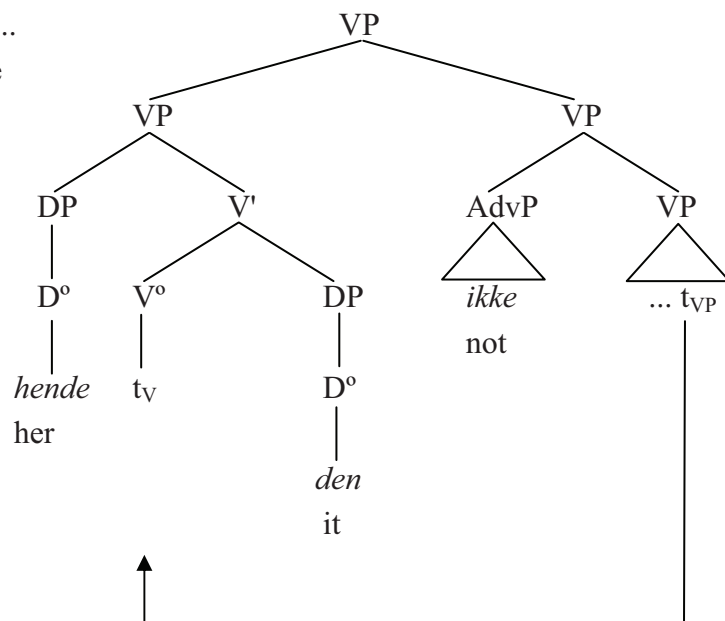 ... VP
e
VP VP
DP V' AdvP VP
Dº Vº DP ikke ... tVP
not
hende tV Dº
her
den
it